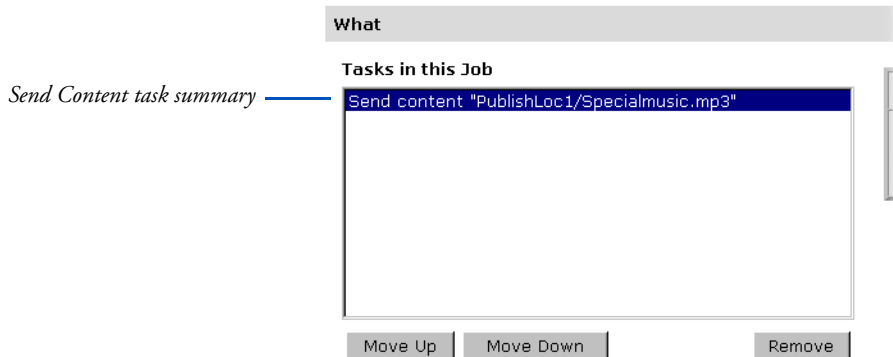 What
Tasks in this Job
Send Content task summary
Send content "PublishLoc1/Specialmusic.mp3"
Move Up
Move Down
Remove